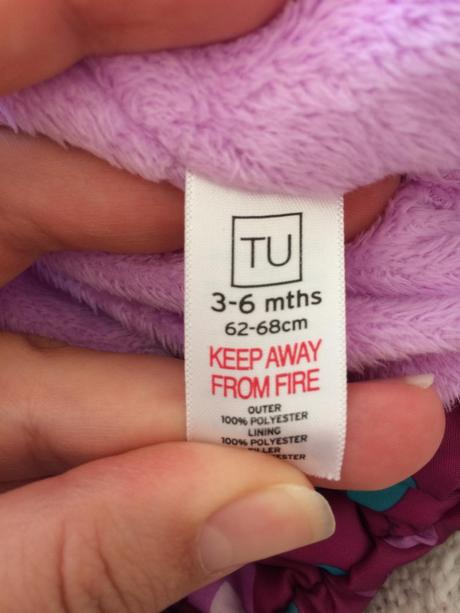 TU
3-6 mths
62-68cm
KEEP AWAY
FROM FIRE
OUTER
100% POLYESTER
LINING
100% POLYESTER